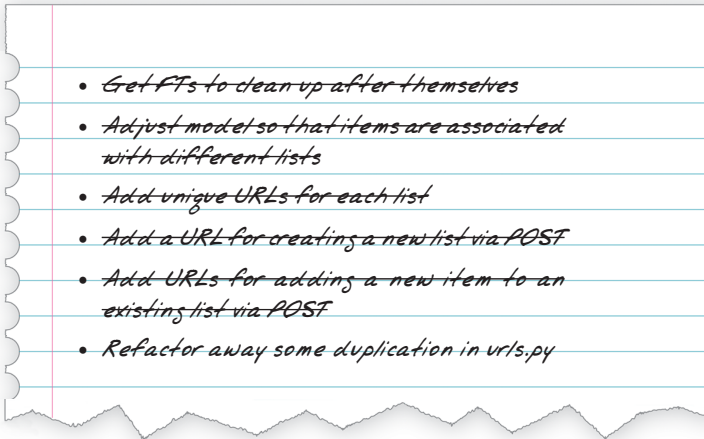 • Get FTs to clean up after themselves
• Adjust model so that items are associated
with different lists
• Add unique URLs for each list
• Add a URL for creating a new list via POST
• Add URLs for adding a new item to an
existing list via POST
• Refactor away some duplication in urls.py